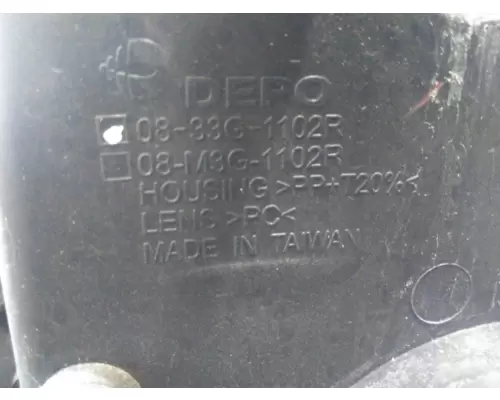 DEPO
08-33G-1102R
08-M3G-1102R
HOUSING >PP+T20%<
LENS >PC<
MADE IN TAIWAN